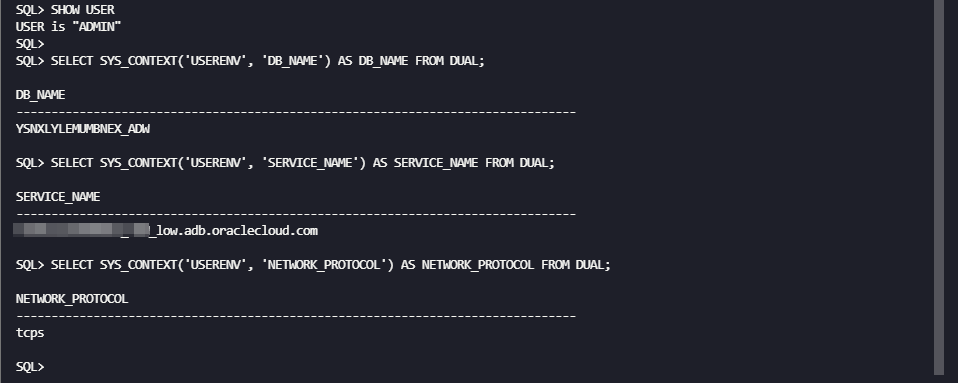 SQL> SHOW USER
USER is "ADMIN"
SQL>
SQL> SELECT SYS_CONTEXT('USERENV', 'DB_NAME') AS DB_NAME FROM DUAL;
DB_NAME
--------------------------------------------------------------------------------
YSNXLYLEMUMBNEX_ADW
SQL> SELECT SYS_CONTEXT('USERENV', 'SERVICE_NAME') AS SERVICE_NAME FROM DUAL;
SERVICE_NAME
--------------------------------------------------------------------------------
_low.adb.oraclecloud.com
SQL> SELECT SYS_CONTEXT('USERENV', 'NETWORK_PROTOCOL') AS NETWORK_PROTOCOL FROM DUAL;
NETWORK_PROTOCOL
--------------------------------------------------------------------------------
tcps
SQL>